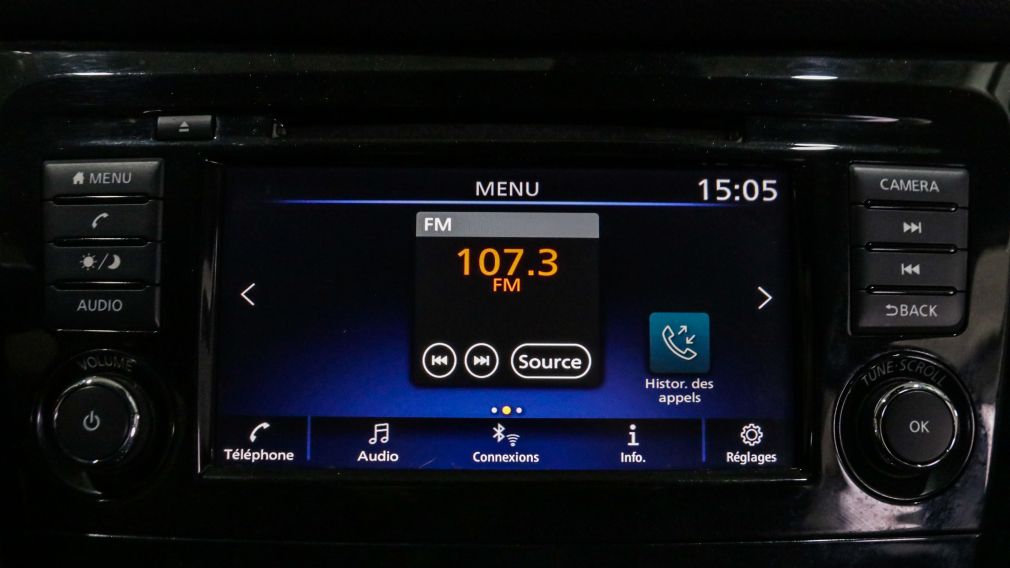 MENU
AUDIO
VOLUME
MENU
15:05
FM
107.3
FM
Source
Histor. des
appels
Téléphone
Audio
Connexions
Info.
Réglages
CAMERA
BACK
TUNE·SCROLL
OK